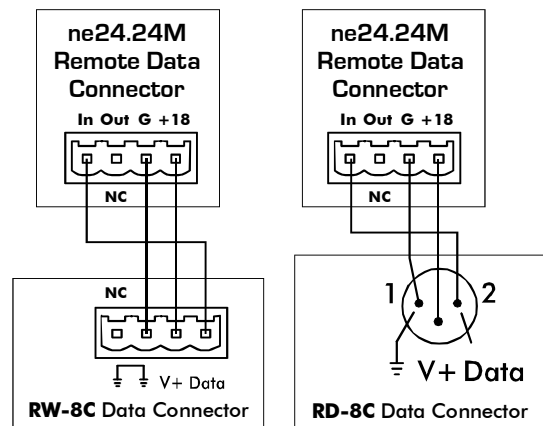 ne24.24M
Remote Data
Connector
In Out G +18
NC
NC
V+ Data
RW-8C Data Connector
ne24.24M
Remote Data
Connector
In Out G +18
NC
1 2
V+ Data
RD-8C Data Connector